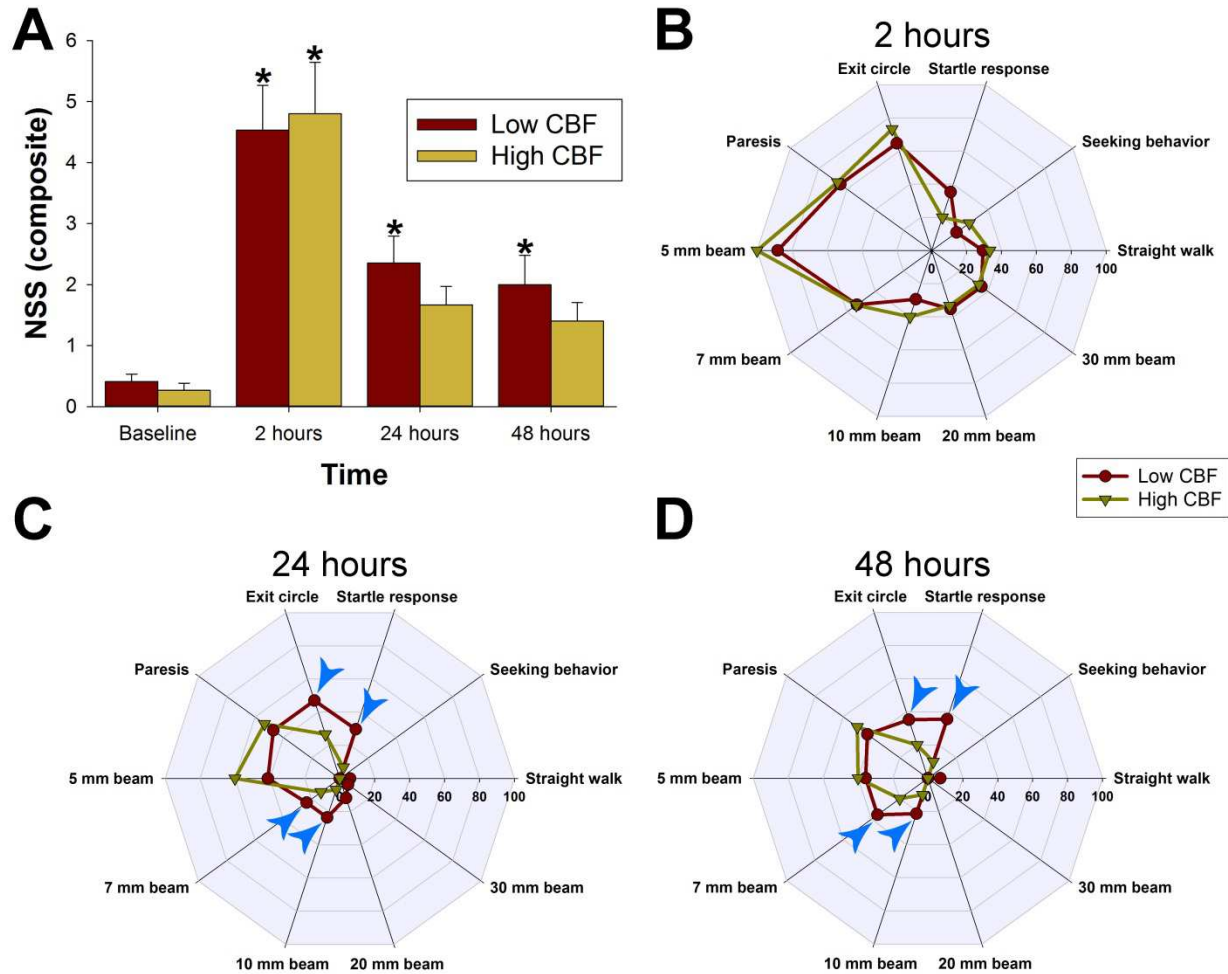 A
6
5
4
3
2
1
0
NSS (composite)
* * * *
Low CBF
High CBF
Baseline 2 hours 24 hours 48 hours
Time
B
2 hours
Exit circle Startle response
Paresis Seeking behavior
5 mm beam Straight walk
0 20 40 60 80 100
7 mm beam 30 mm beam
10 mm beam 20 mm beam
Low CBF
High CBF
C
24 hours
Exit circle Startle response
Paresis Seeking behavior
5 mm beam Straight walk
0 20 40 60 80 100
7 mm beam 30 mm beam
10 mm beam 20 mm beam
D
48 hours
Exit circle Startle response
Paresis Seeking behavior
5 mm beam Straight walk
0 20 40 60 80 100
7 mm beam 30 mm beam
10 mm beam 20 mm beam